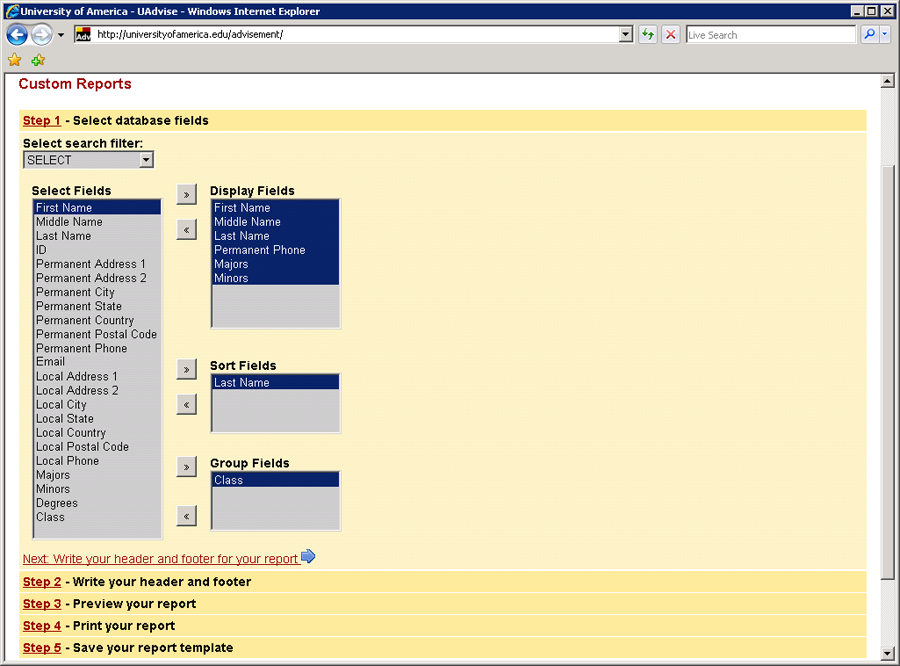 University of America - UAdvise - Windows Internet Explorer
Adv
http://universityofamerica.edu/advisement/
Live Search
Custom Reports
Step 1 - Select database fields
Select search filter:
SELECT
Select Fields
First Name
Middle Name
Last Name
ID
Permanent Address 1
Permanent Address 2
Permanent City
Permanent State
Permanent Country
Permanent Postal Code
Permanent Phone
Email
Local Address 1
Local Address 2
Local City
Local State
Local Country
Local Postal Code
Local Phone
Majors
Minors
Degrees
Class
»
«
Display Fields
First Name
Middle Name
Last Name
Permanent Phone
Majors
Minors
»
«
Sort Fields
Last Name
»
«
Group Fields
Class
Next: Write your header and footer for your report
Step 2 - Write your header and footer
Step 3 - Preview your report
Step 4 - Print your report
Step 5 - Save your report template